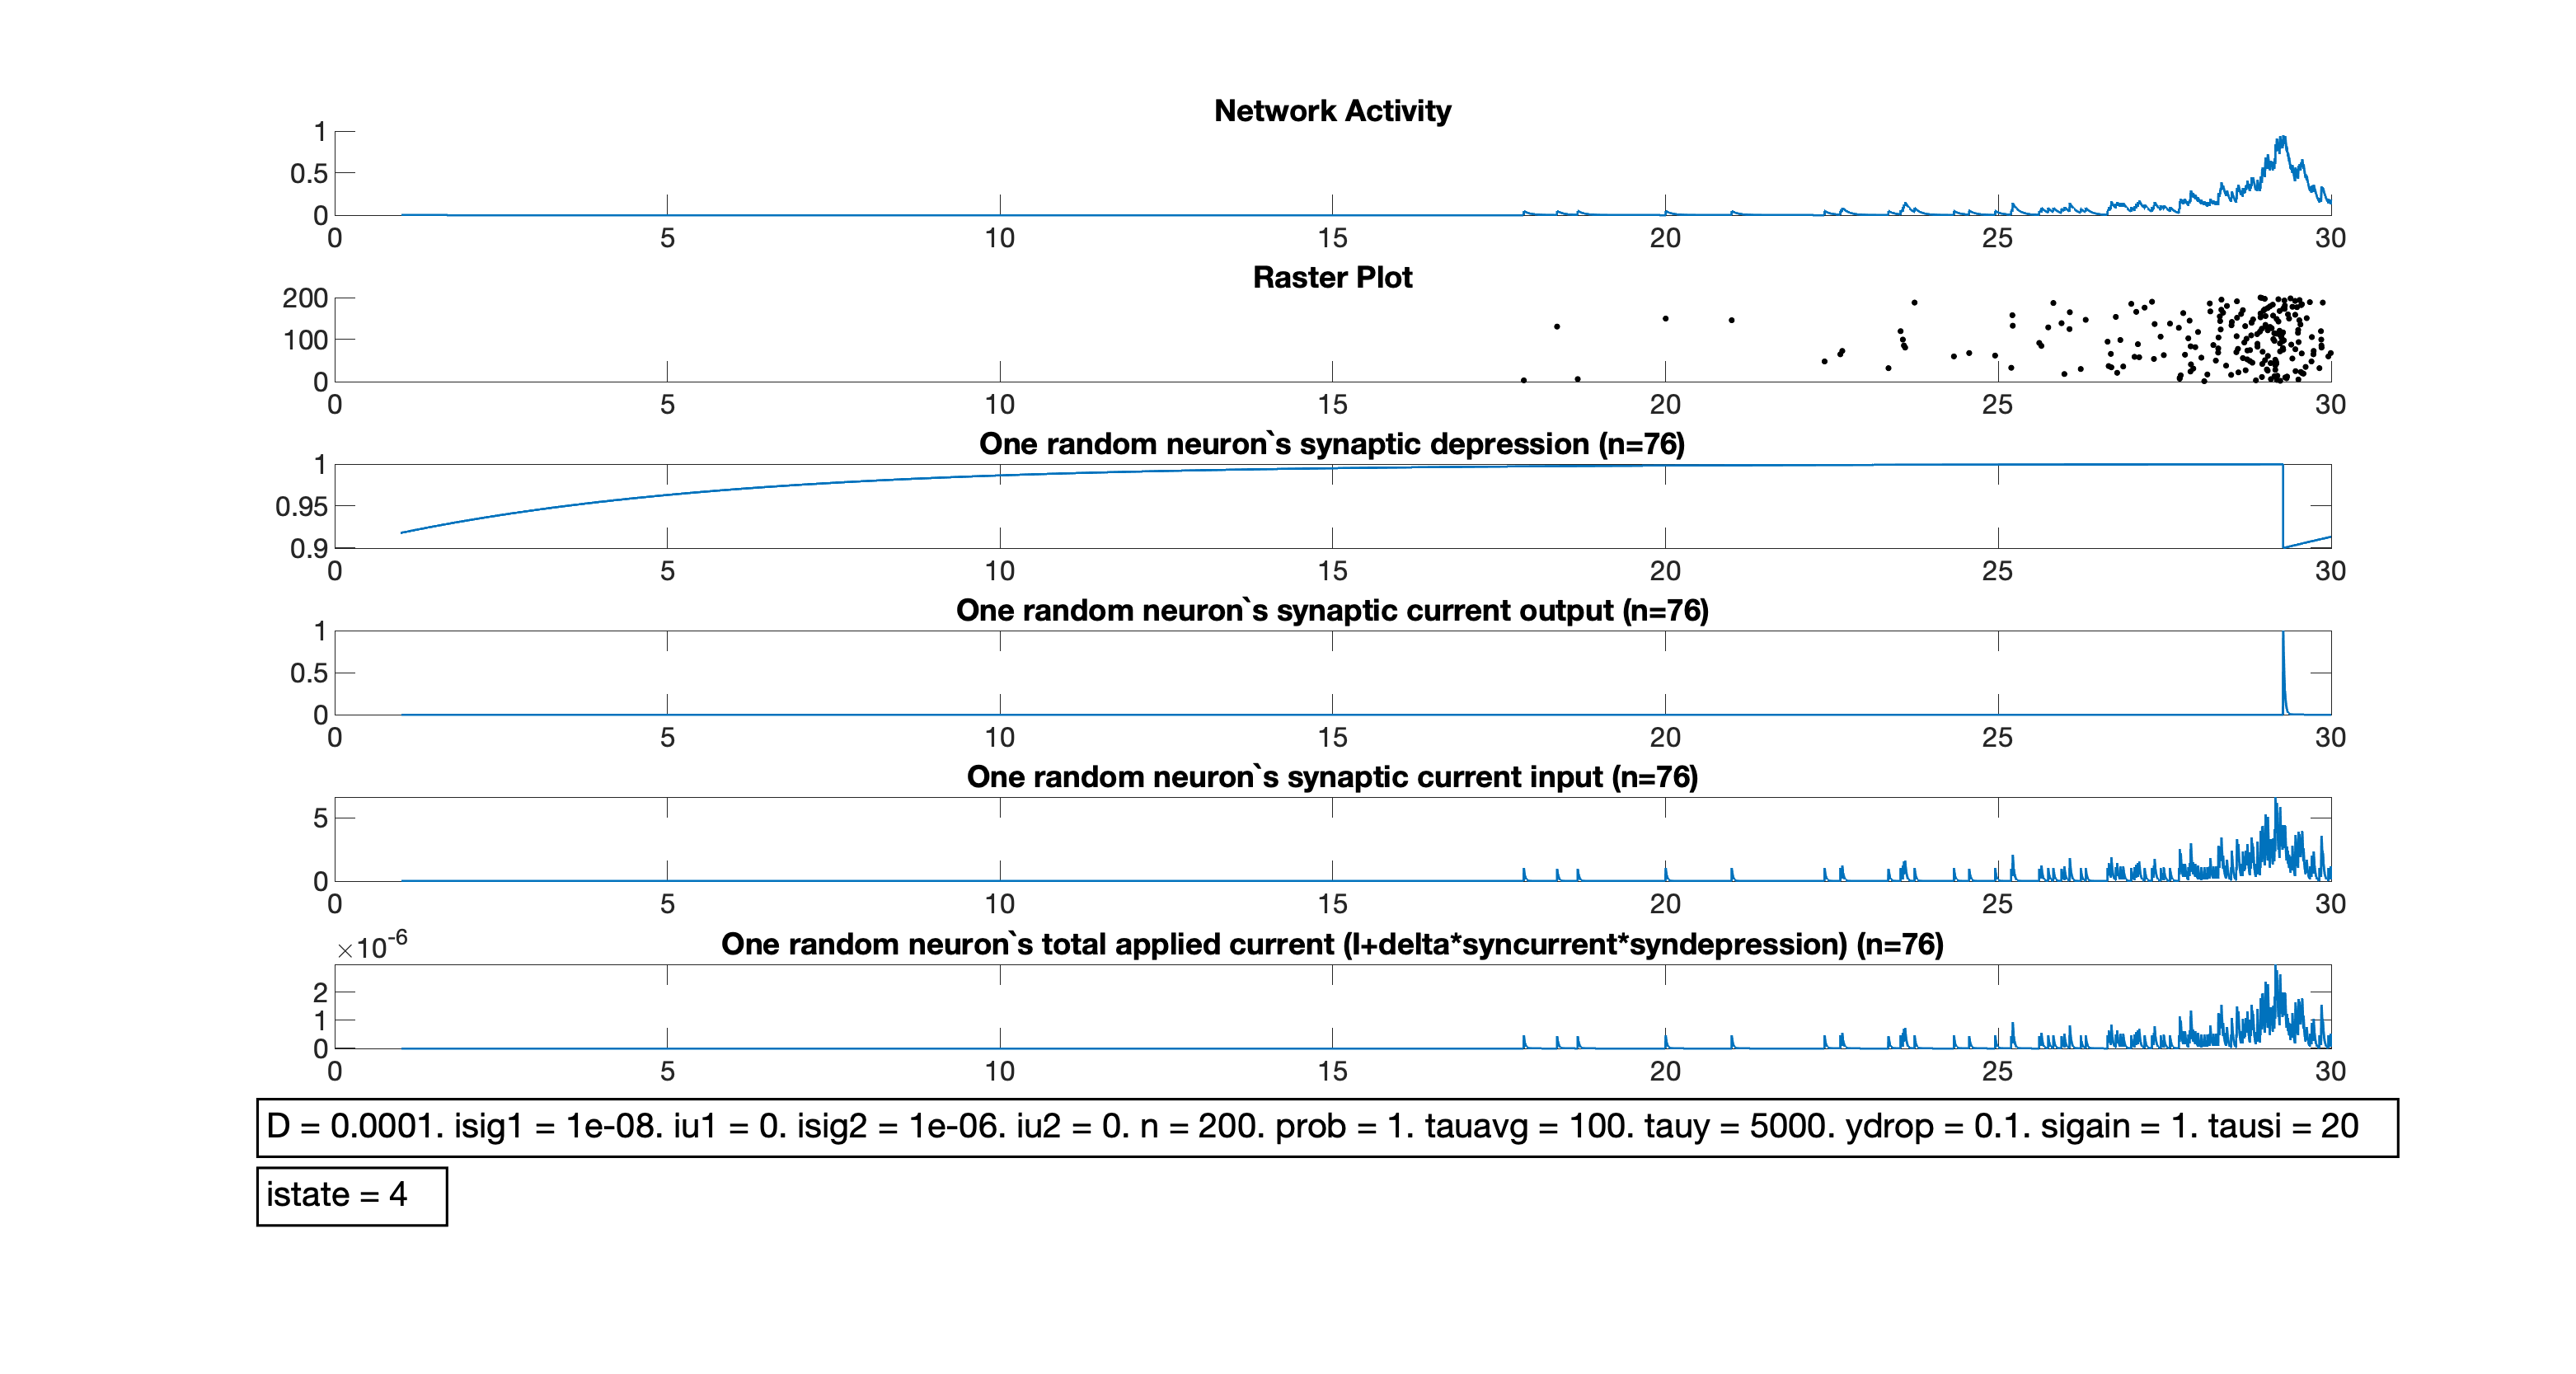 Network Activity
1
0.5
0
0 5 10 15 20 25 30
Raster Plot
200
100
0
0 5 10 15 20 25 30
One random neuron`s synaptic depression (n=76)
1
0.95
0.9
0 5 10 15 20 25 30
One random neuron`s synaptic current output (n=76)
1
0.5
0
0 5 10 15 20 25 30
One random neuron`s synaptic current input (n=76)
5
0
0 5 10 15 20 25 30
×10-6
One random neuron`s total applied current (I+delta*syncurrent*syndepression) (n=76)
2
1
0
0 5 10 15 20 25 30
D = 0.0001. isig1 = 1e-08. iu1 = 0. isig2 = 1e-06. iu2 = 0. n = 200. prob = 1. tauavg = 100. tauy = 5000. ydrop = 0.1. sigain = 1. tausi = 20
istate = 4